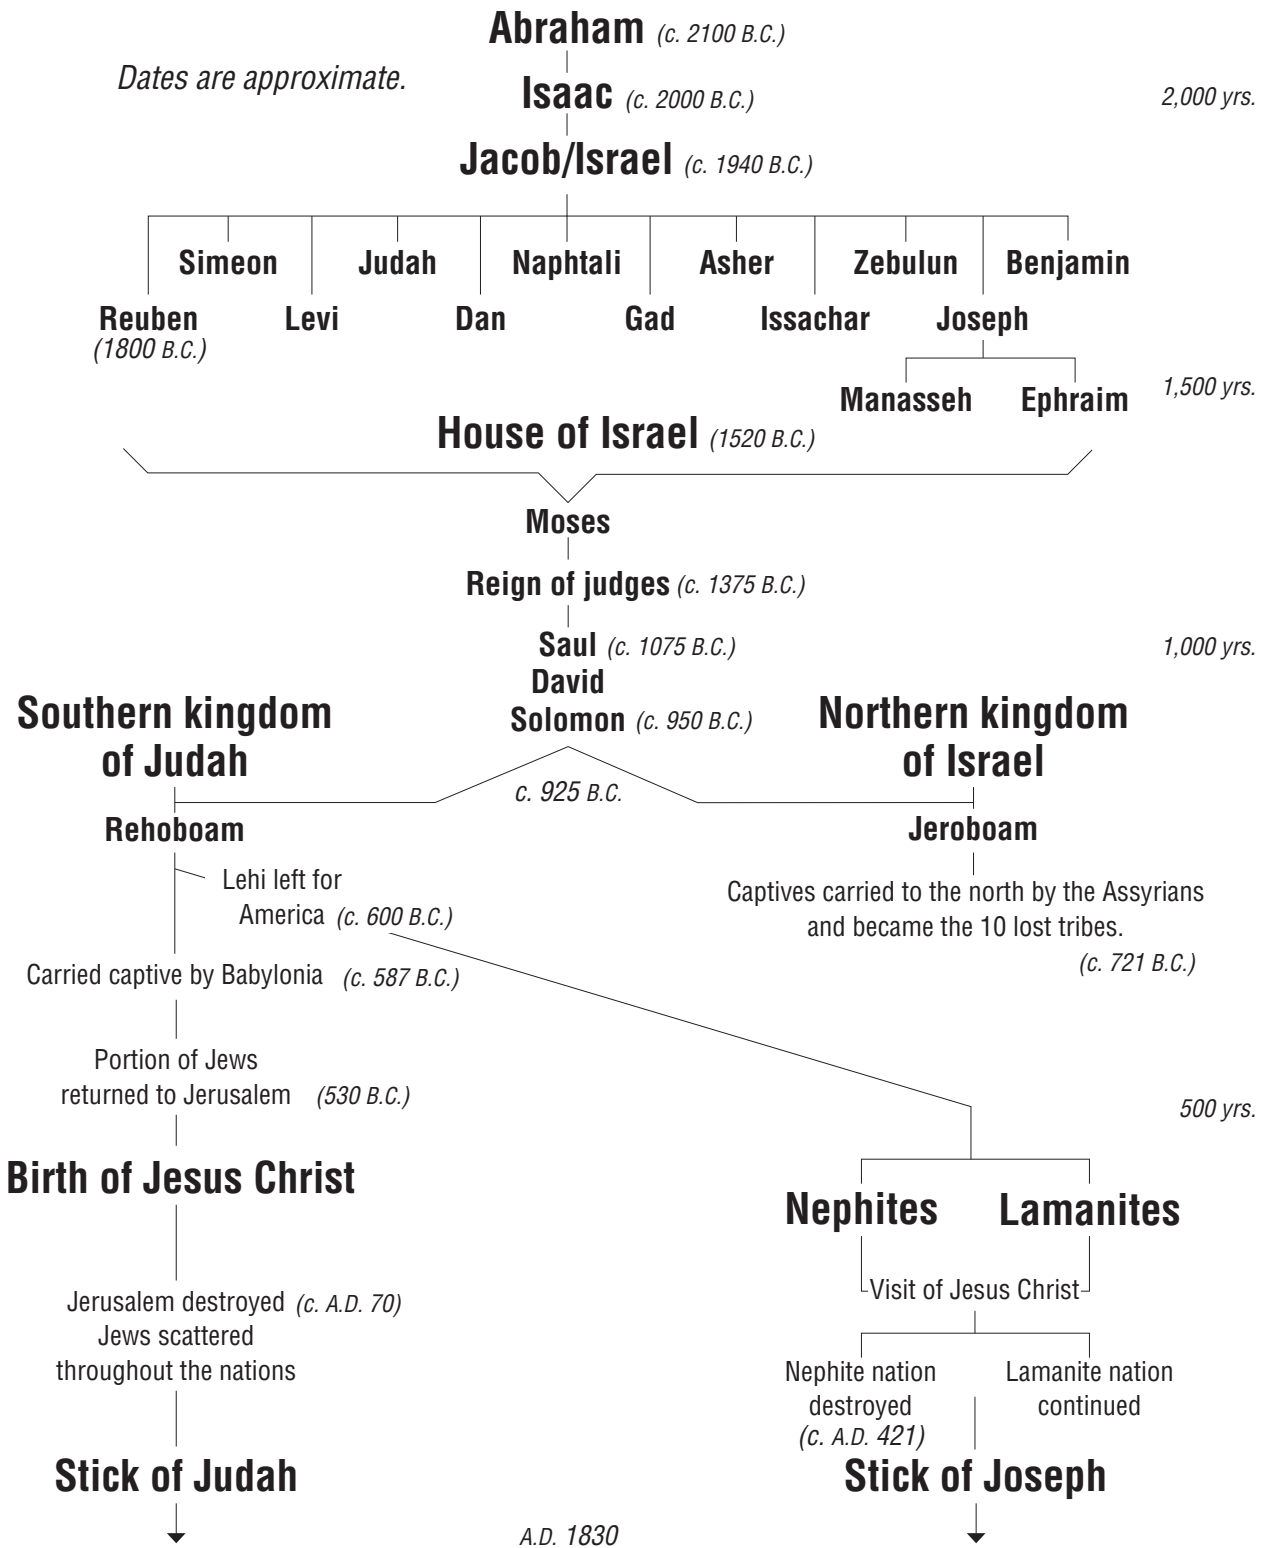 Abraham (c. 2100 B.C.)
Dates are approximate.
Isaac (c. 2000 B.C.)
2,000 yrs.
Jacob/Israel (c. 1940 B.C.)
Simeon Judah Naphtali Asher Zebulun Benjamin
Reuben Levi Dan Gad Issachar Joseph
(1800 B.C.)
Manasseh Ephraim
1,500 yrs.
House of Israel (1520 B.C.)
Moses
Reign of judges (c. 1375 B.C.)
Saul (c. 1075 B.C.)
1,000 yrs.
David
Solomon (c. 950 B.C.)
Southern kingdom
of Judah
Northern kingdom
of Israel
c. 925 B.C.
Rehoboam
Jeroboam
Lehi left for
America (c. 600 B.C.)
Captives carried to the north by the Assyrians
and became the 10 lost tribes.
(c. 721 B.C.)
Carried captive by Babylonia (c. 587 B.C.)
Portion of Jews
returned to Jerusalem (530 B.C.)
500 yrs.
Birth of Jesus Christ
Nephites Lamanites
Visit of Jesus Christ
Jerusalem destroyed (c. A.D. 70)
Jews scattered
throughout the nations
Nephite nation
destroyed
(c. A.D. 421)
Lamanite nation
continued
Stick of Judah
Stick of Joseph
A.D. 1830